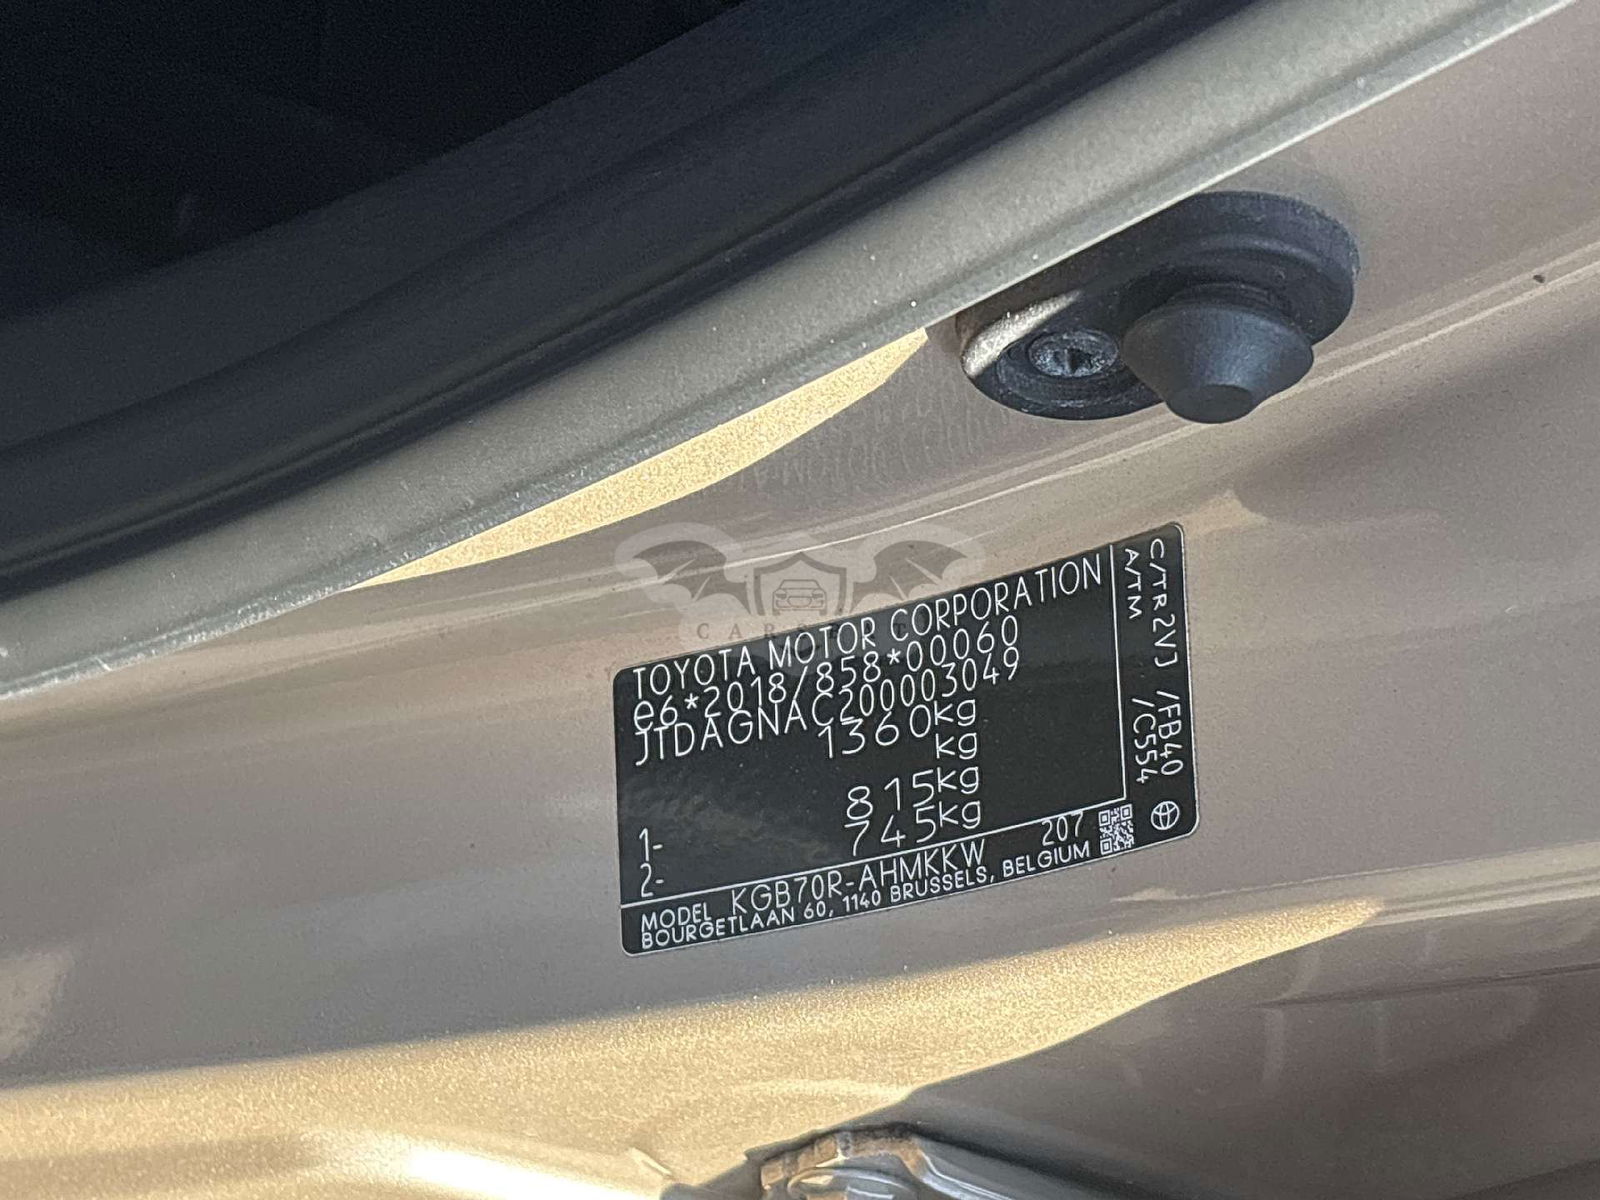 TOYOTA MOTOR CORPORATION
e6*2018/858*00060
JTDAGNAC200003049
1360kg
kg
1- 815kg
2- 745kg
MODEL KGB70R-AHMKKW 207
BOURGETLAAN 60, 1140 BRUSSELS, BELGIUM
C/TR 2VJ /FB40
A/TM /C554